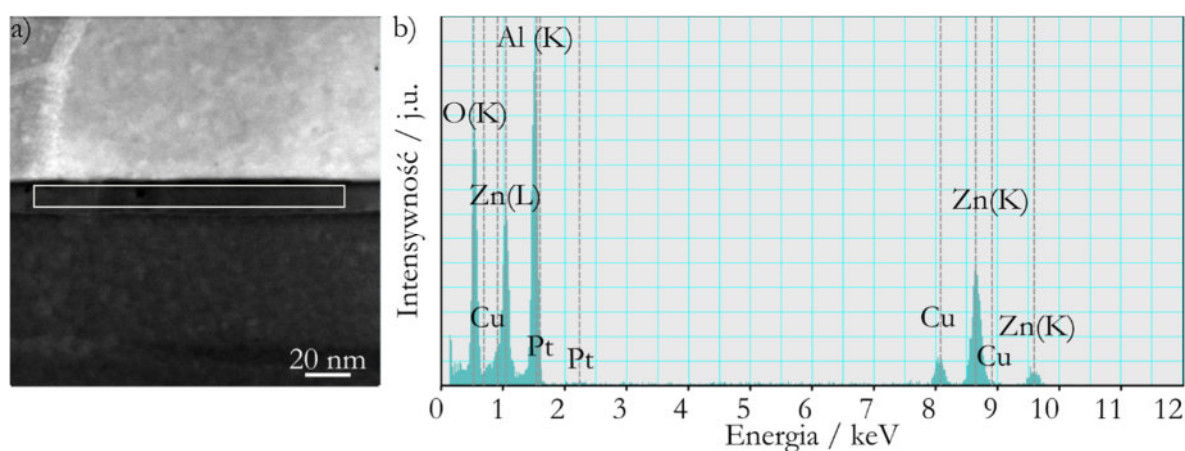 a)
20 nm
b)
Al (K)
O(K)
Zn(L)
Zn(K)
Cu
Cu
Zn(K)
Pt
Pt
Cu
Intensywność / j.u.
0 1 2 3 4 5 6 7 8 9 10 11 12
Energia / keV